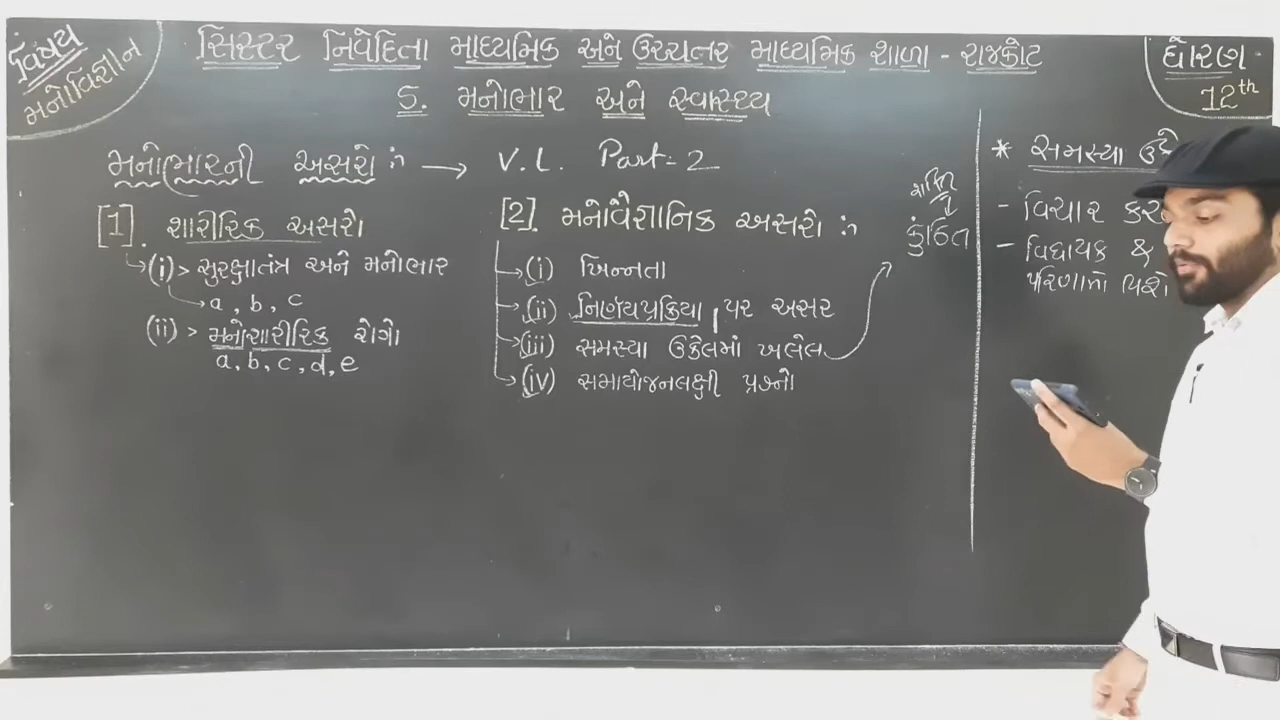 વિષય
મનોવિજ્ઞાન
સિસ્ટર નિવેદિતા માધ્યમિક અને ઉચ્ચતર માધ્યમિક શાળા - રાજકોટ
ધોરણ -
12th
5. મનોભાર અને સ્વાસ્થ્ય
મનોભારની અસરો :- → V.L. Part-2
[1]. શારીરિક અસરો
(i) > સુરક્ષાતંત્ર અને મનોભાર
a, b, c
(ii) > મનોશારીરિક રોગો
a, b, c, d, e
[2]. મનોવૈજ્ઞાનિક અસરો :-
(i) ખિન્નતા
(ii) નિર્ણયપ્રક્રિયા પર અસર
(iii) સમસ્યા ઉકેલમાં ખલેલ
(iv) સમાયોજનલક્ષી પ્રશ્નો
શક્તિ
કુંઠિત
* સમસ્યા
- વિચાર
- વિધાયક &
પરિણામો વિશે